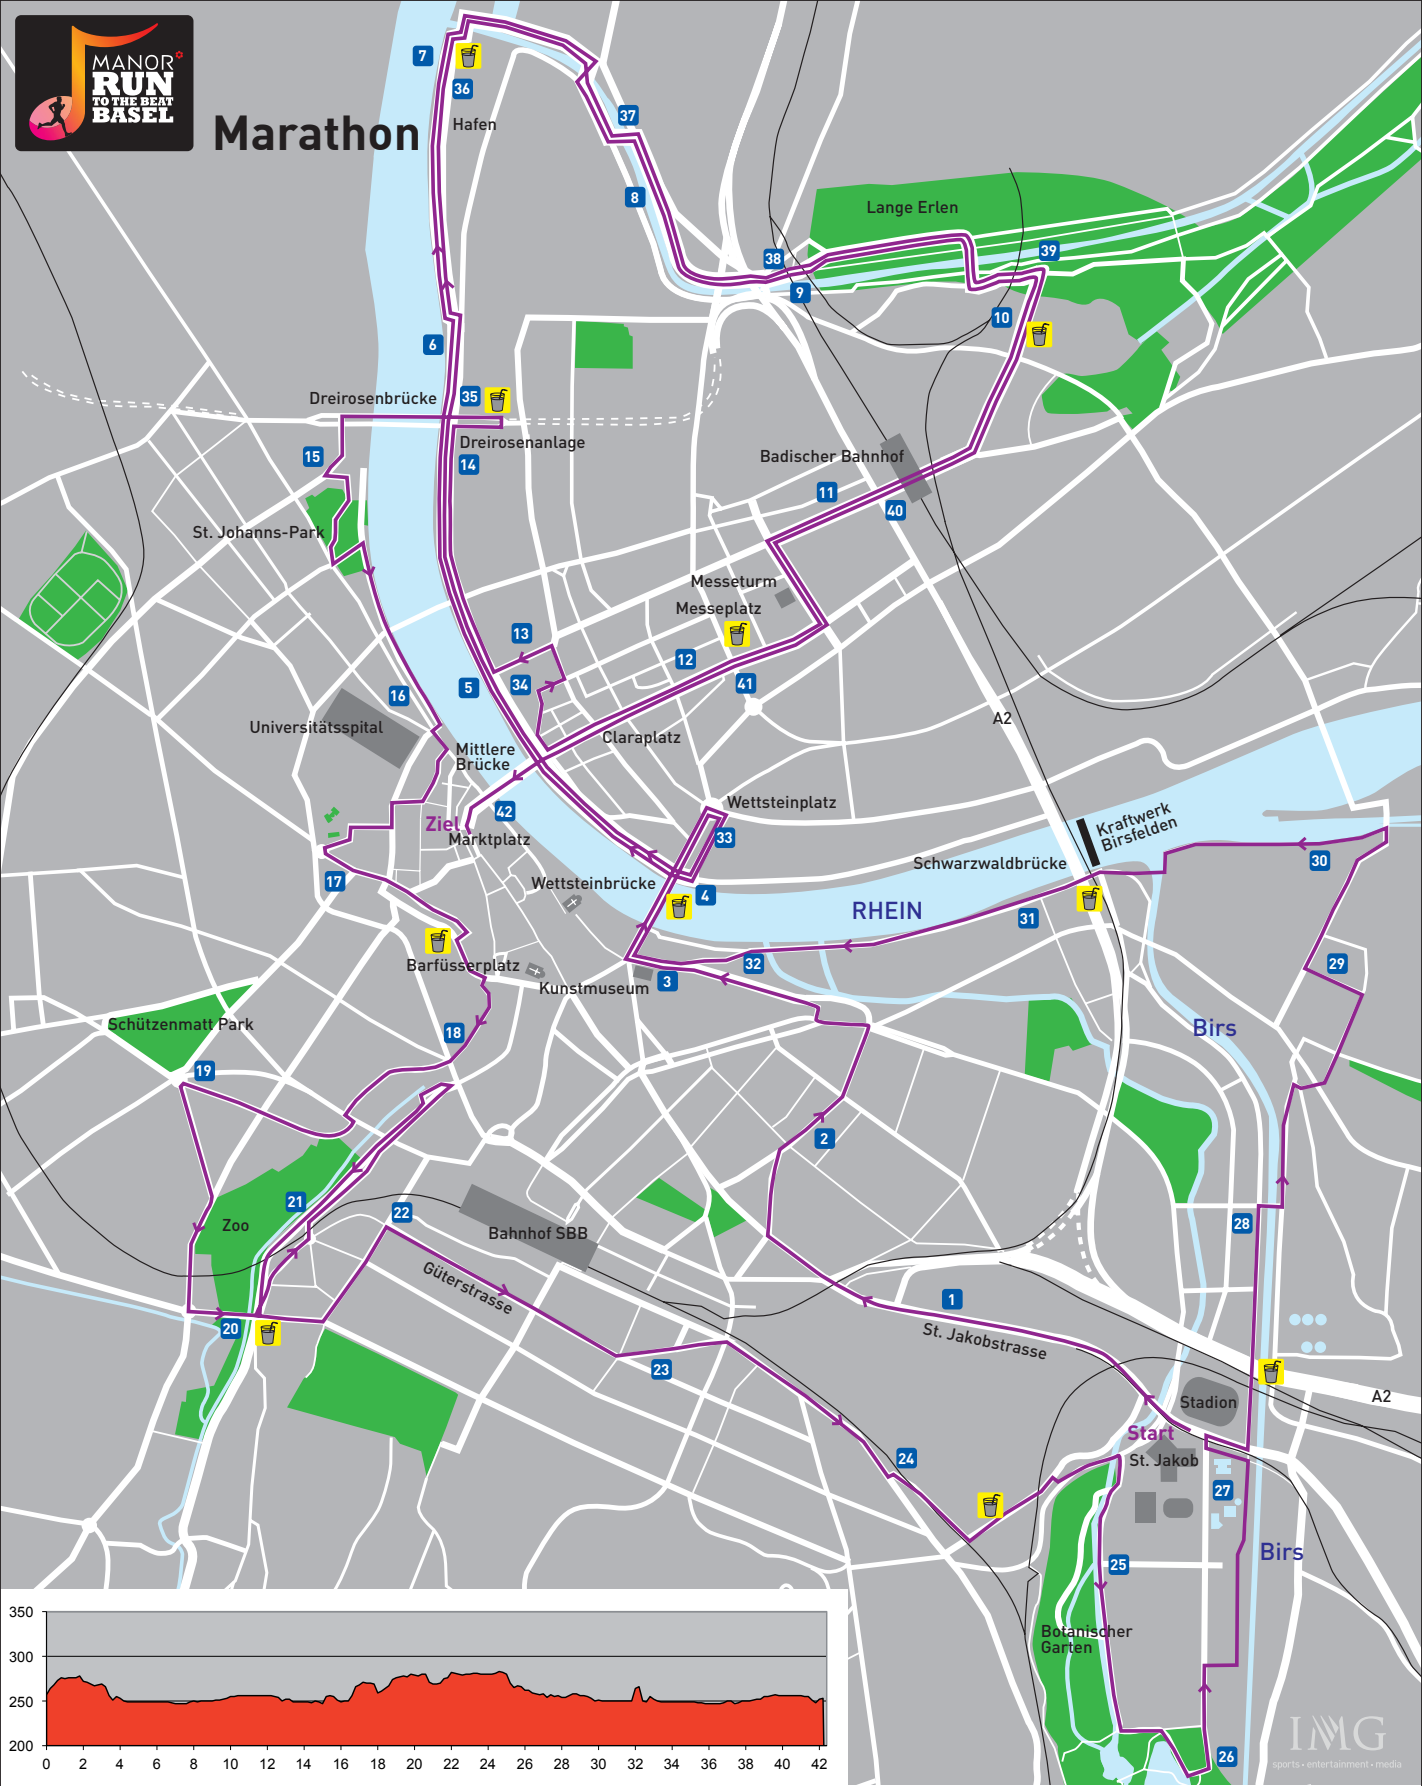 MANOR
RUN
TO THE BEAT
BASEL
Marathon
7
36
Hafen
37
8
Lange Erlen
38
39
9
10
6
Dreirosenbrücke
35
Dreirosenanlage
15
14
Badischer Bahnhof
11
40
St. Johanns-Park
Messeturm
Messeplatz
13
12
34
5
41
16
Universitätsspital
A2
Claraplatz
Mittlere
Brücke
42
Wettsteinplatz
Ziel
Marktplatz
33
Kraftwerk
Birsfelden
30
Schwarzwaldbrücke
17
Wettsteinbrücke
4
RHEIN
31
Barfüsserplatz
32
29
Kunstmuseum
3
Schützenmatt Park
18
Birs
19
2
21
22
Zoo
Bahnhof SBB
28
Güterstrasse
1
20
St. Jakobstrasse
23
A2
Stadion
Start
St. Jakob
24
27
Birs
25
Botanischer
Garten
26
350
300
250
200
0 2 4 6 8 10 12 14 16 18 20 22 24 26 28 30 32 34 36 38 40 42
IMG
sports • entertainment • media